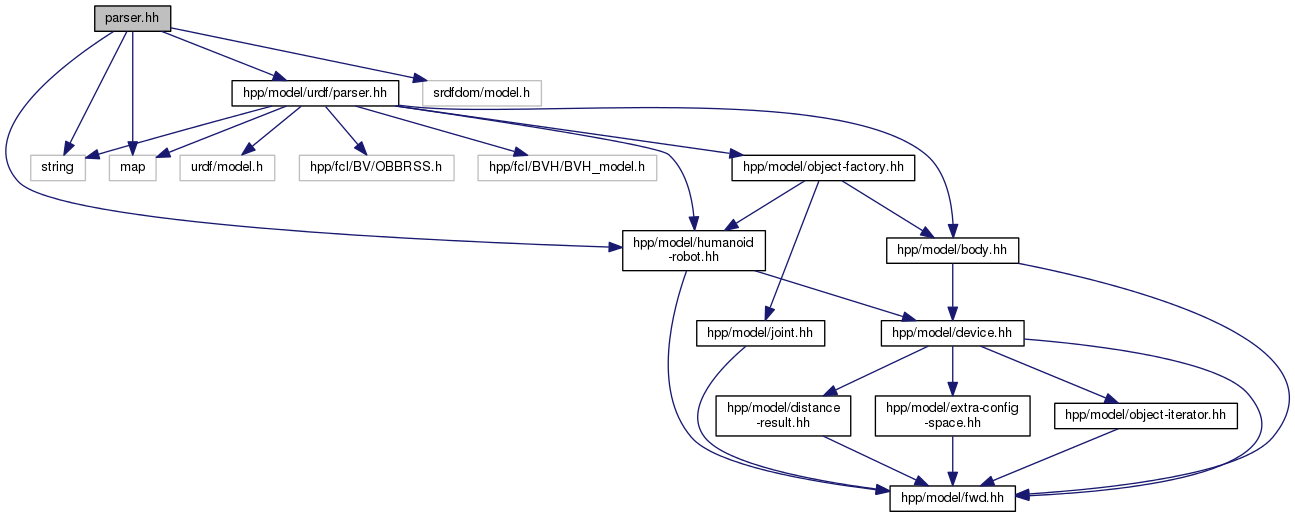 parser.hh
hpp/model/urdf/parser.hh
srdfdom/model.h
string
map
urdf/model.h
hpp/fcl/BV/OBBRSS.h
hpp/fcl/BVH/BVH_model.h
hpp/model/object-factory.hh
hpp/model/humanoid
-robot.hh
hpp/model/body.hh
hpp/model/joint.hh
hpp/model/device.hh
hpp/model/distance
-result.hh
hpp/model/extra-config
-space.hh
hpp/model/object-iterator.hh
hpp/model/fwd.hh